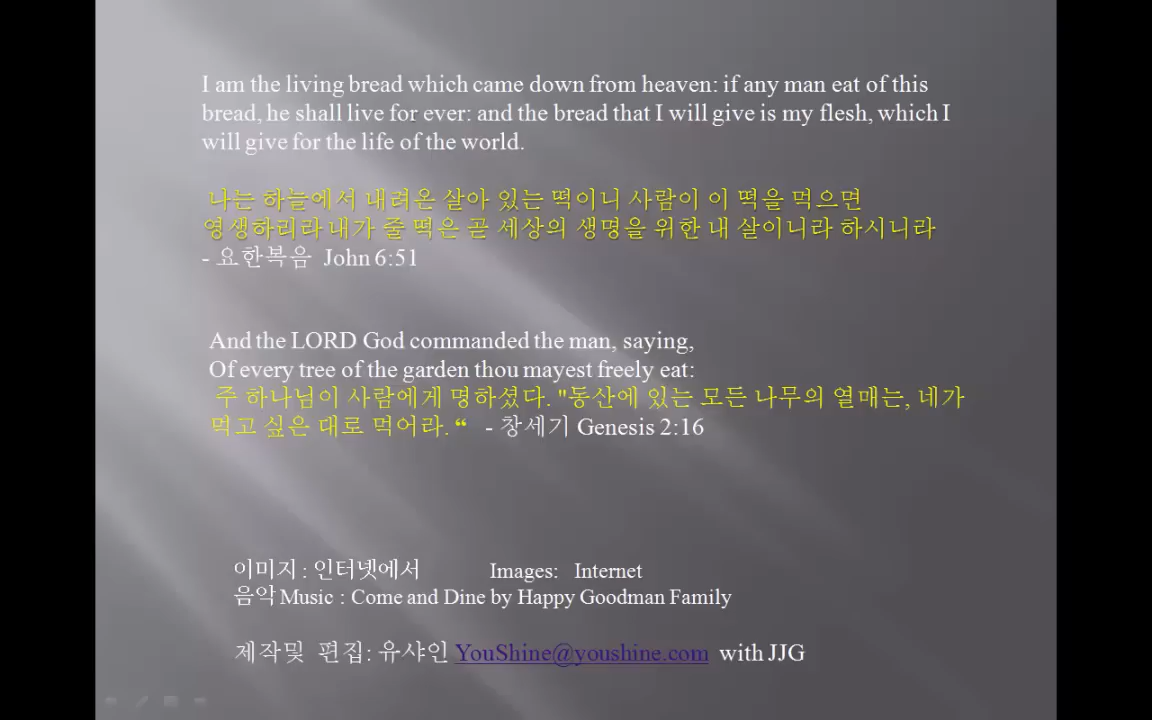 I am the living bread which came down from heaven: if any man eat of this
bread, he shall live for ever: and the bread that I will give is my flesh, which I
will give for the life of the world.
나는 하늘에서 내려온 살아 있는 떡이니 사람이 이 떡을 먹으면
영생하리라 내가 줄 떡은 곧 세상의 생명을 위한 내 살이니라 하시니라
- 요한복음 John 6:51
And the LORD God commanded the man, saying,
Of every tree of the garden thou mayest freely eat:
주 하나님이 사람에게 명하셨다. "동산에 있는 모든 나무의 열매는, 네가
먹고 싶은 대로 먹어라. “ - 창세기 Genesis 2:16
이미지 : 인터넷에서 Images: Internet
음악 Music : Come and Dine by Happy Goodman Family
제작및 편집: 유샤인 YouShine@youshine.com with JJG